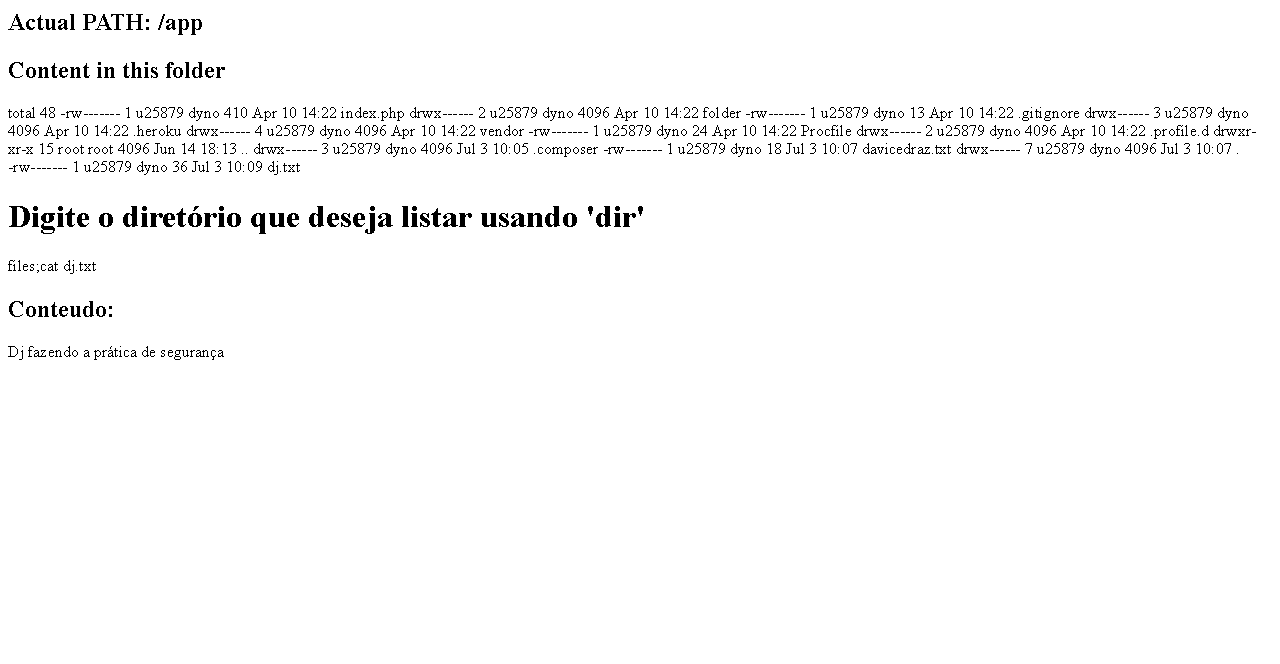 Actual PATH: /app
Content in this folder
total 48 -rw------- 1 u25879 dyno 410 Apr 10 14:22 index.php drwx------ 2 u25879 dyno 4096 Apr 10 14:22 folder -rw------- 1 u25879 dyno 13 Apr 10 14:22 .gitignore drwx------ 3 u25879 dyno
4096 Apr 10 14:22 .heroku drwx------ 4 u25879 dyno 4096 Apr 10 14:22 vendor -rw------- 1 u25879 dyno 24 Apr 10 14:22 Procfile drwx------ 2 u25879 dyno 4096 Apr 10 14:22 .profile.d drwxr-
xr-x 15 root root 4096 Jun 14 18:13 .. drwx------ 3 u25879 dyno 4096 Jul 3 10:05 .composer -rw------- 1 u25879 dyno 18 Jul 3 10:07 davicedraz.txt drwx------ 7 u25879 dyno 4096 Jul 3 10:07 .
-rw------- 1 u25879 dyno 36 Jul 3 10:09 dj.txt
Digite o diretório que deseja listar usando 'dir'
files;cat dj.txt
Conteudo:
Dj fazendo a prática de segurança